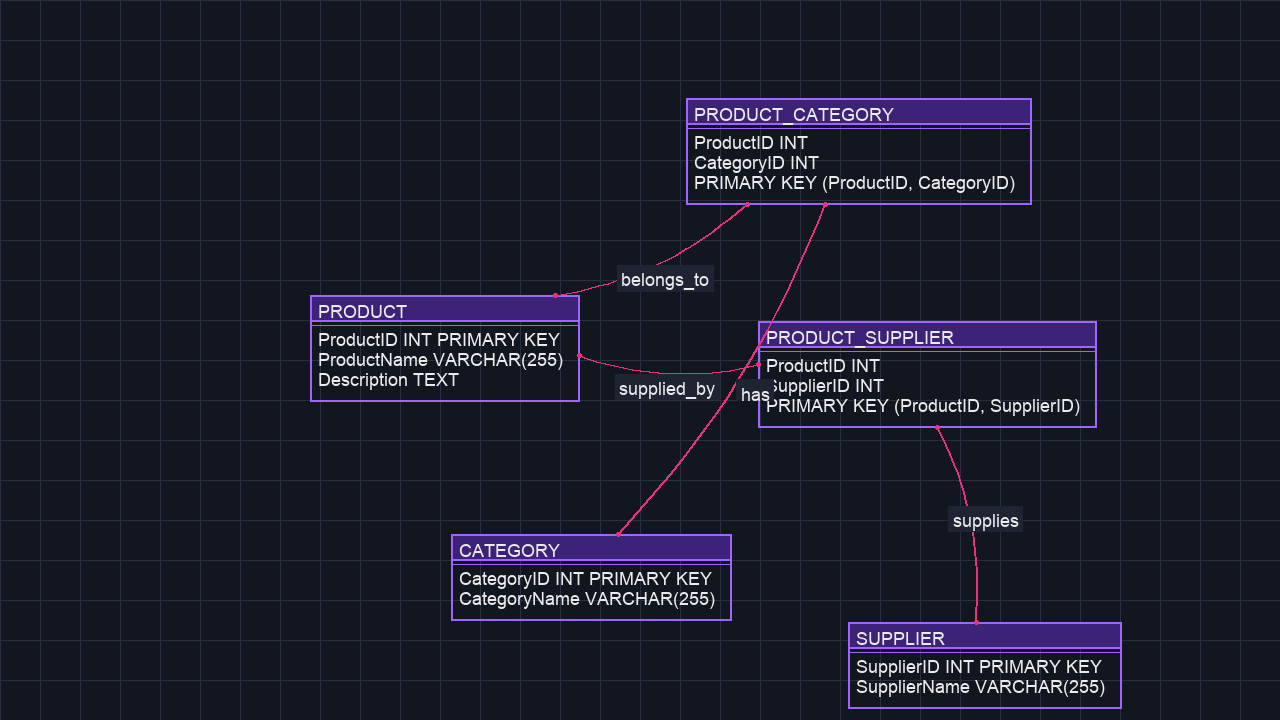 PRODUCT_CATEGORY
ProductID INT
CategoryID INT
PRIMARY KEY (ProductID, CategoryID)
belongs_to
PRODUCT
ProductID INT PRIMARY KEY
ProductName VARCHAR(255)
Description TEXT
supplied_by
has
PRODUCT_SUPPLIER
ProductID INT
SupplierID INT
PRIMARY KEY (ProductID, SupplierID)
supplies
CATEGORY
CategoryID INT PRIMARY KEY
CategoryName VARCHAR(255)
SUPPLIER
SupplierID INT PRIMARY KEY
SupplierName VARCHAR(255)